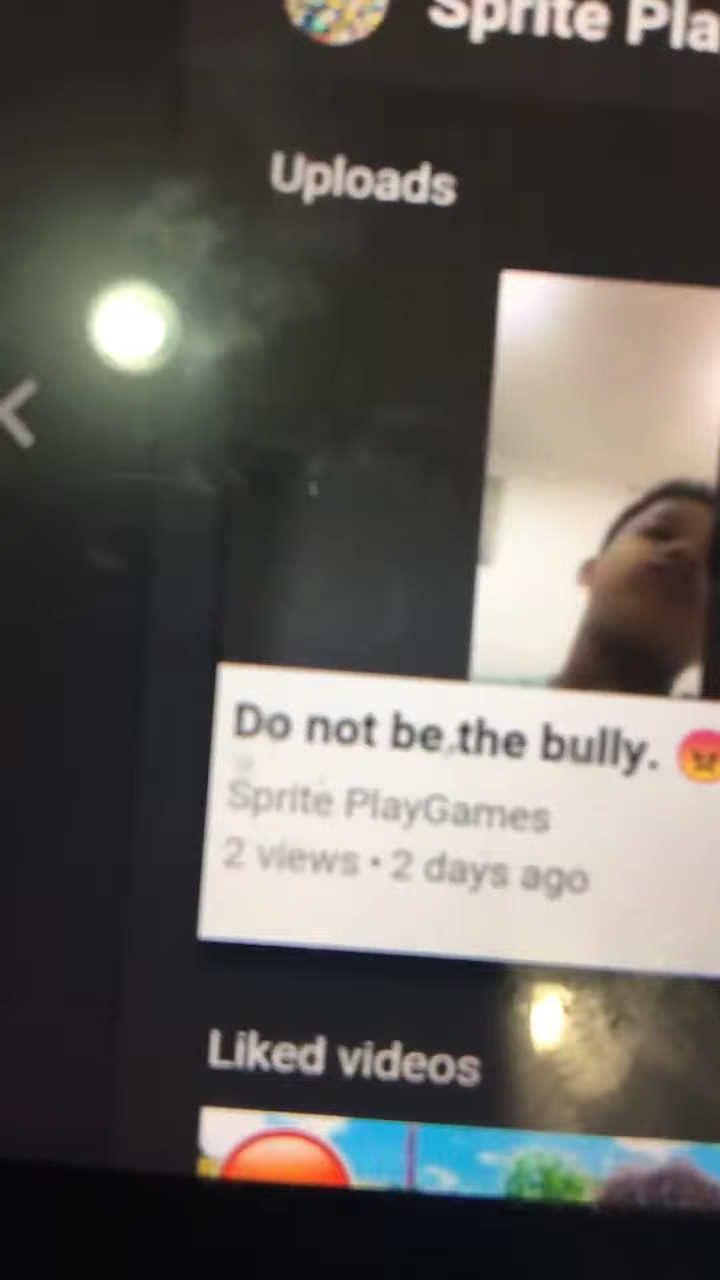 Sprite Pla
Uploads
Do not be the bully. 😡
Sprite PlayGames
2 views • 2 days ago
Liked videos